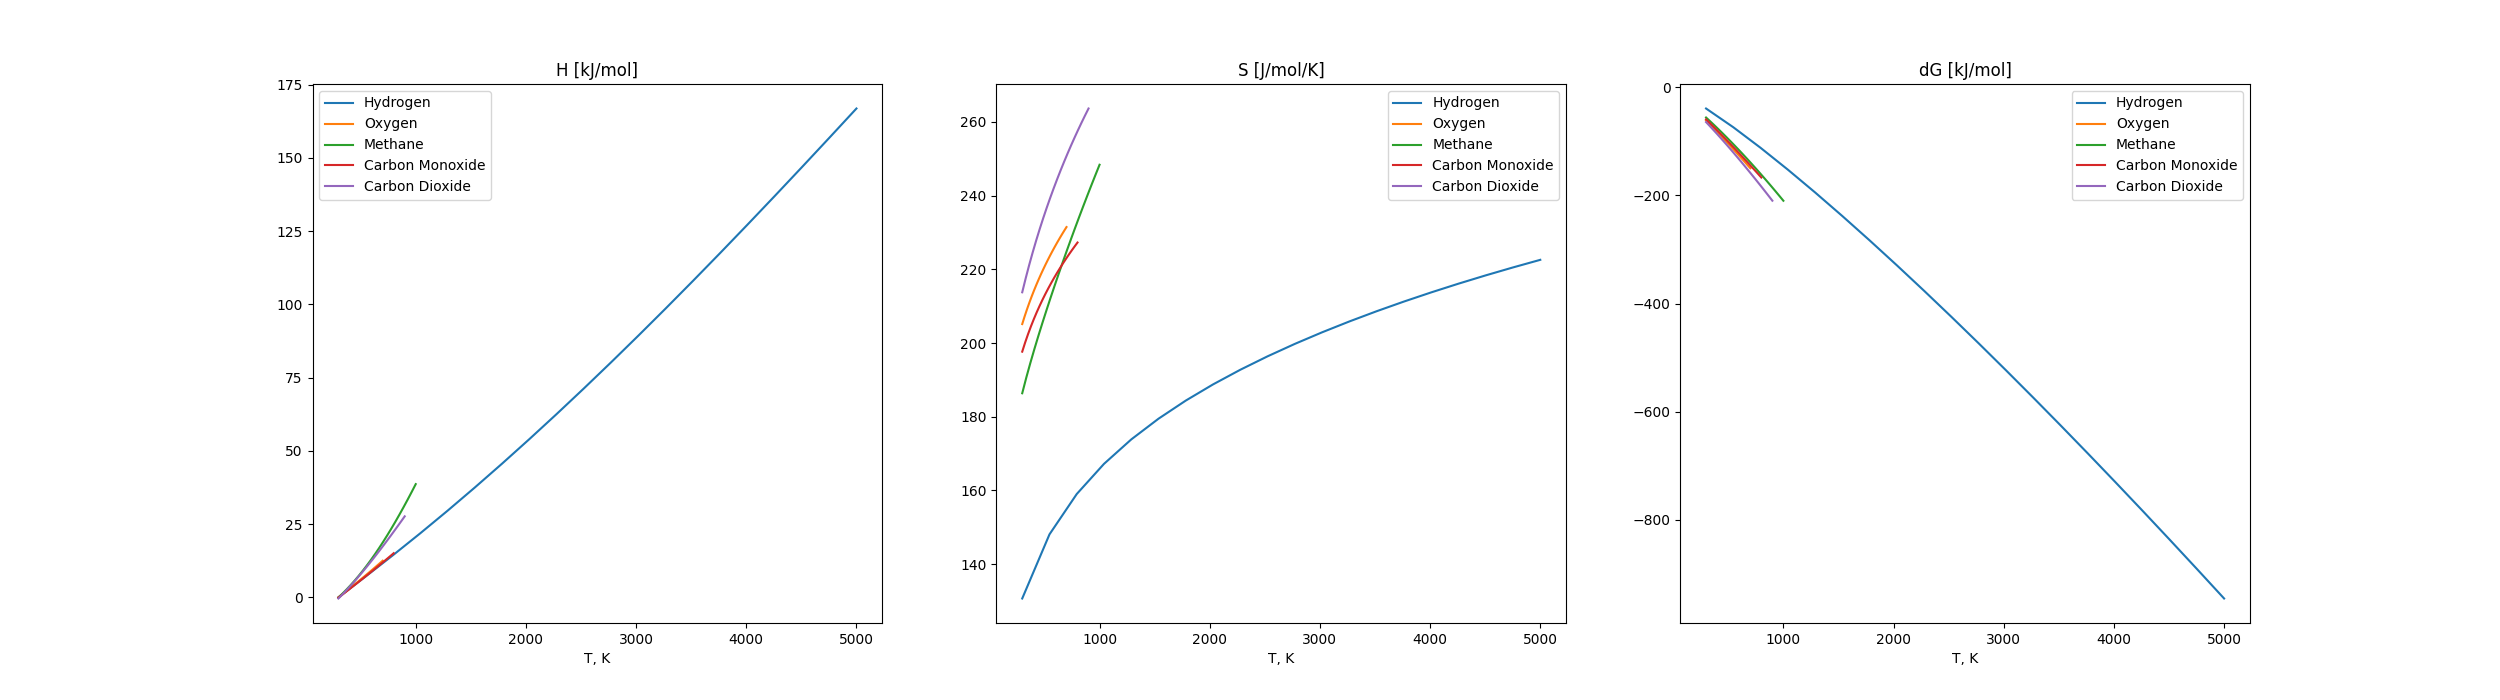 H [kJ/mol]
175
150
125
100
75
50
25
0
Hydrogen
Oxygen
Methane
Carbon Monoxide
Carbon Dioxide
1000 2000 3000 4000 5000
T, K
S [J/mol/K]
260
240
220
200
180
160
140
Hydrogen
Oxygen
Methane
Carbon Monoxide
Carbon Dioxide
1000 2000 3000 4000 5000
T, K
dG [kJ/mol]
0
−200
−400
−600
−800
Hydrogen
Oxygen
Methane
Carbon Monoxide
Carbon Dioxide
1000 2000 3000 4000 5000
T, K